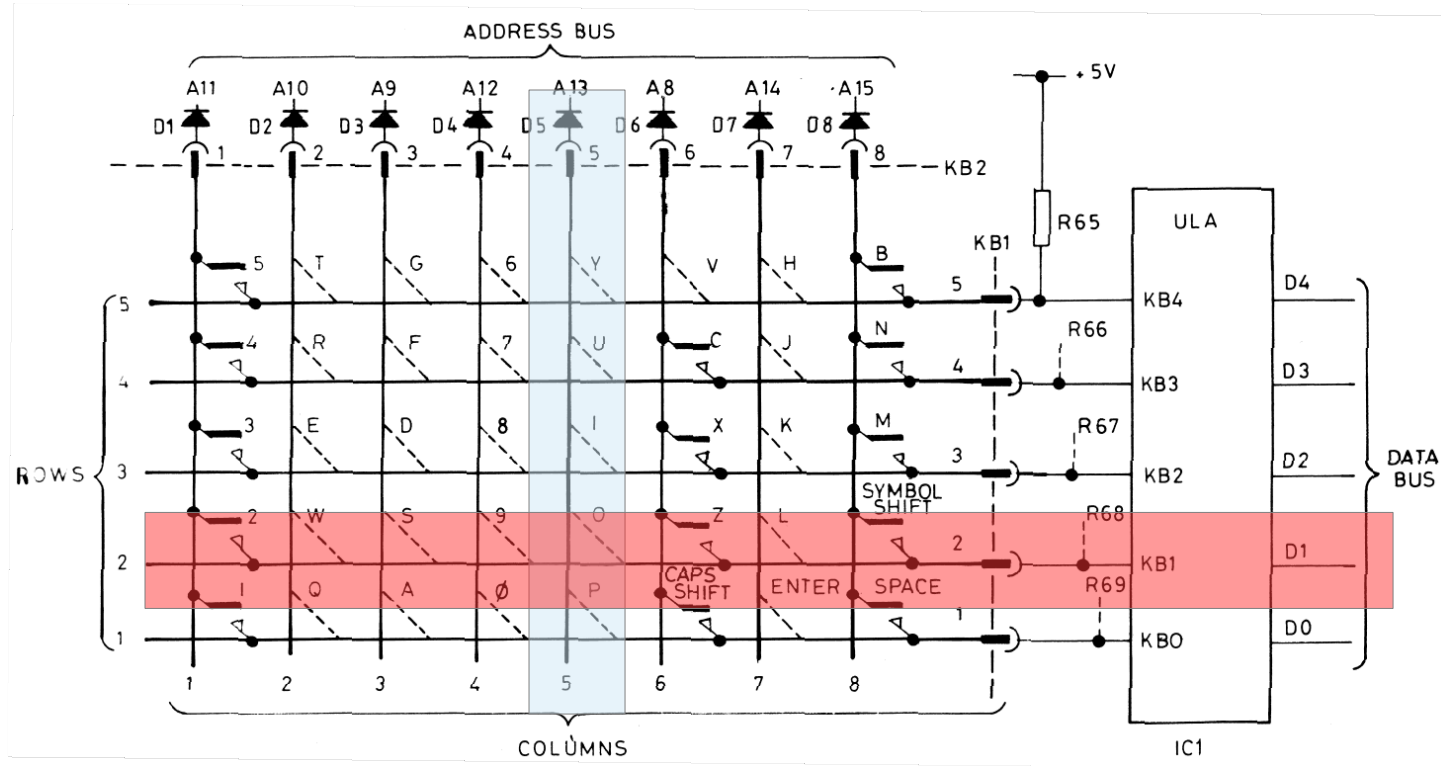 ADDRESS BUS
A11 A10 A9 A12 A13 A8 A14 A15
+5V
D1 D2 D3 D4 D5 D6 D7 D8
1 2 3 4 5 6 7 8
KB2
ULA
R65
KB1
5 T G 6 Y V H B
5 5 KB4 D4
R66
4 R F 7 U C J N
4 4 KB3 D3
R67
3 E D 8 I X K M
ROWS 3 3 KB2 D2 DATA
BUS
SYMBOL
SHIFT
2 W S 9 O Z L R68
2 2 KB1 D1
CAPS
SHIFT
1 Q A Ø P ENTER SPACE R69
1 1 KB0 D0
1 2 3 4 5 6 7 8
COLUMNS IC1